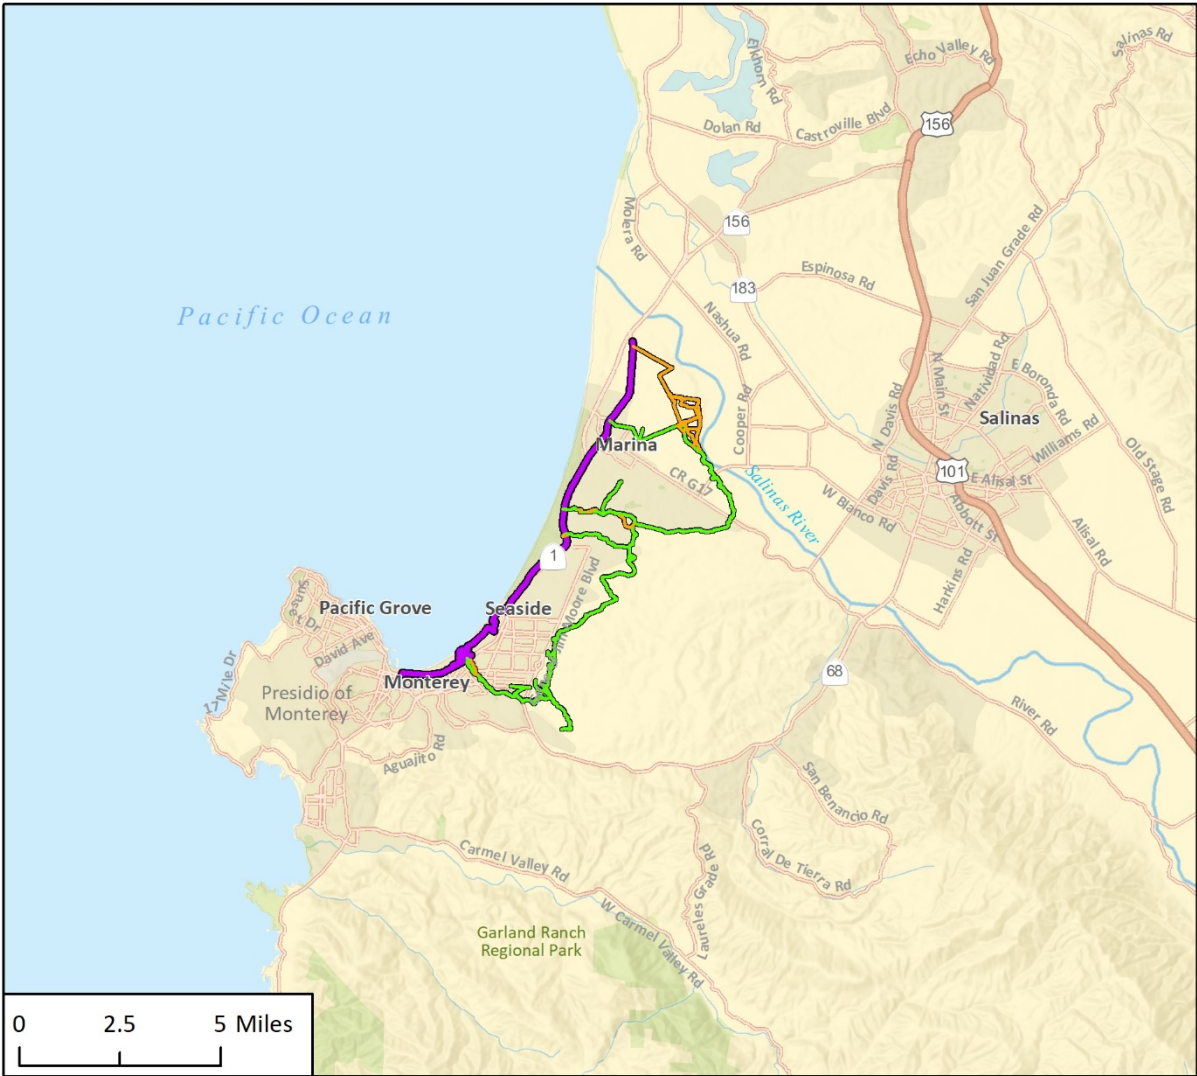 Elkhorn Rd
Echo Valley Rd
Salinas Rd
Dolan Rd
Castroville Blvd
156
Molera Rd
156
183
Espinosa Rd
San Juan Grade Rd
Pacific Ocean
Nashua Rd
N Main St
Natividad Rd
E Boronda Rd
Cooper Rd
N Davis Rd
Salinas
Marina
Williams Rd
Old Stage Rd
CR G17
Salinas River
Davis Rd
101
E Alisal St
W Blanco Rd
Abbott St
Alisal Rd
1
Harkins Rd
Sunset Dr
Pacific Grove
Seaside
Jim Moore Blvd
David Ave
Monterey
68
17 Mile Dr
Presidio of
Monterey
River Rd
Aguajito Rd
San Benancio Rd
Carmel Valley Rd
Corral De Tierra Rd
Laureles Grade Rd
W Carmel Valley Rd
Garland Ranch
Regional Park
0 2.5 5 Miles